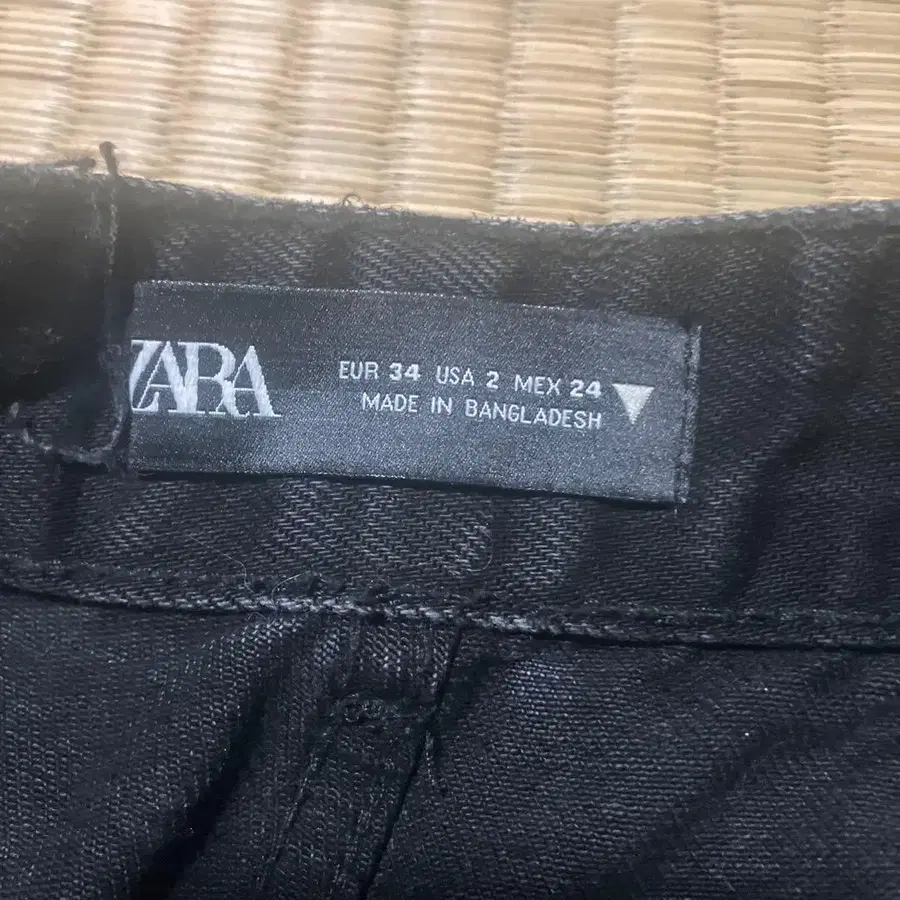 ZARA
EUR 34 USA 2 MEX 24
MADE IN BANGLADESH